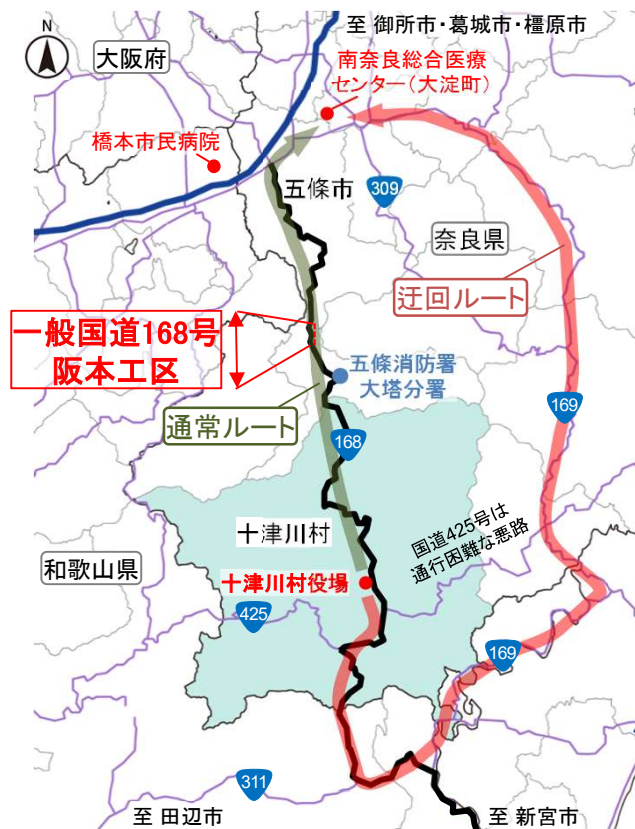 N
至 御所市・葛城市・橿原市
大阪府
南奈良総合医療
センター(大淀町)
橋本市民病院
五條市
309
奈良県
迂回ルート
一般国道168号
阪本工区
五條消防署
大塔分署
通常ルート
169
168
国道425号は
通行困難な悪路
十津川村
和歌山県
十津川村役場
425
169
311
至 田辺市
至 新宮市